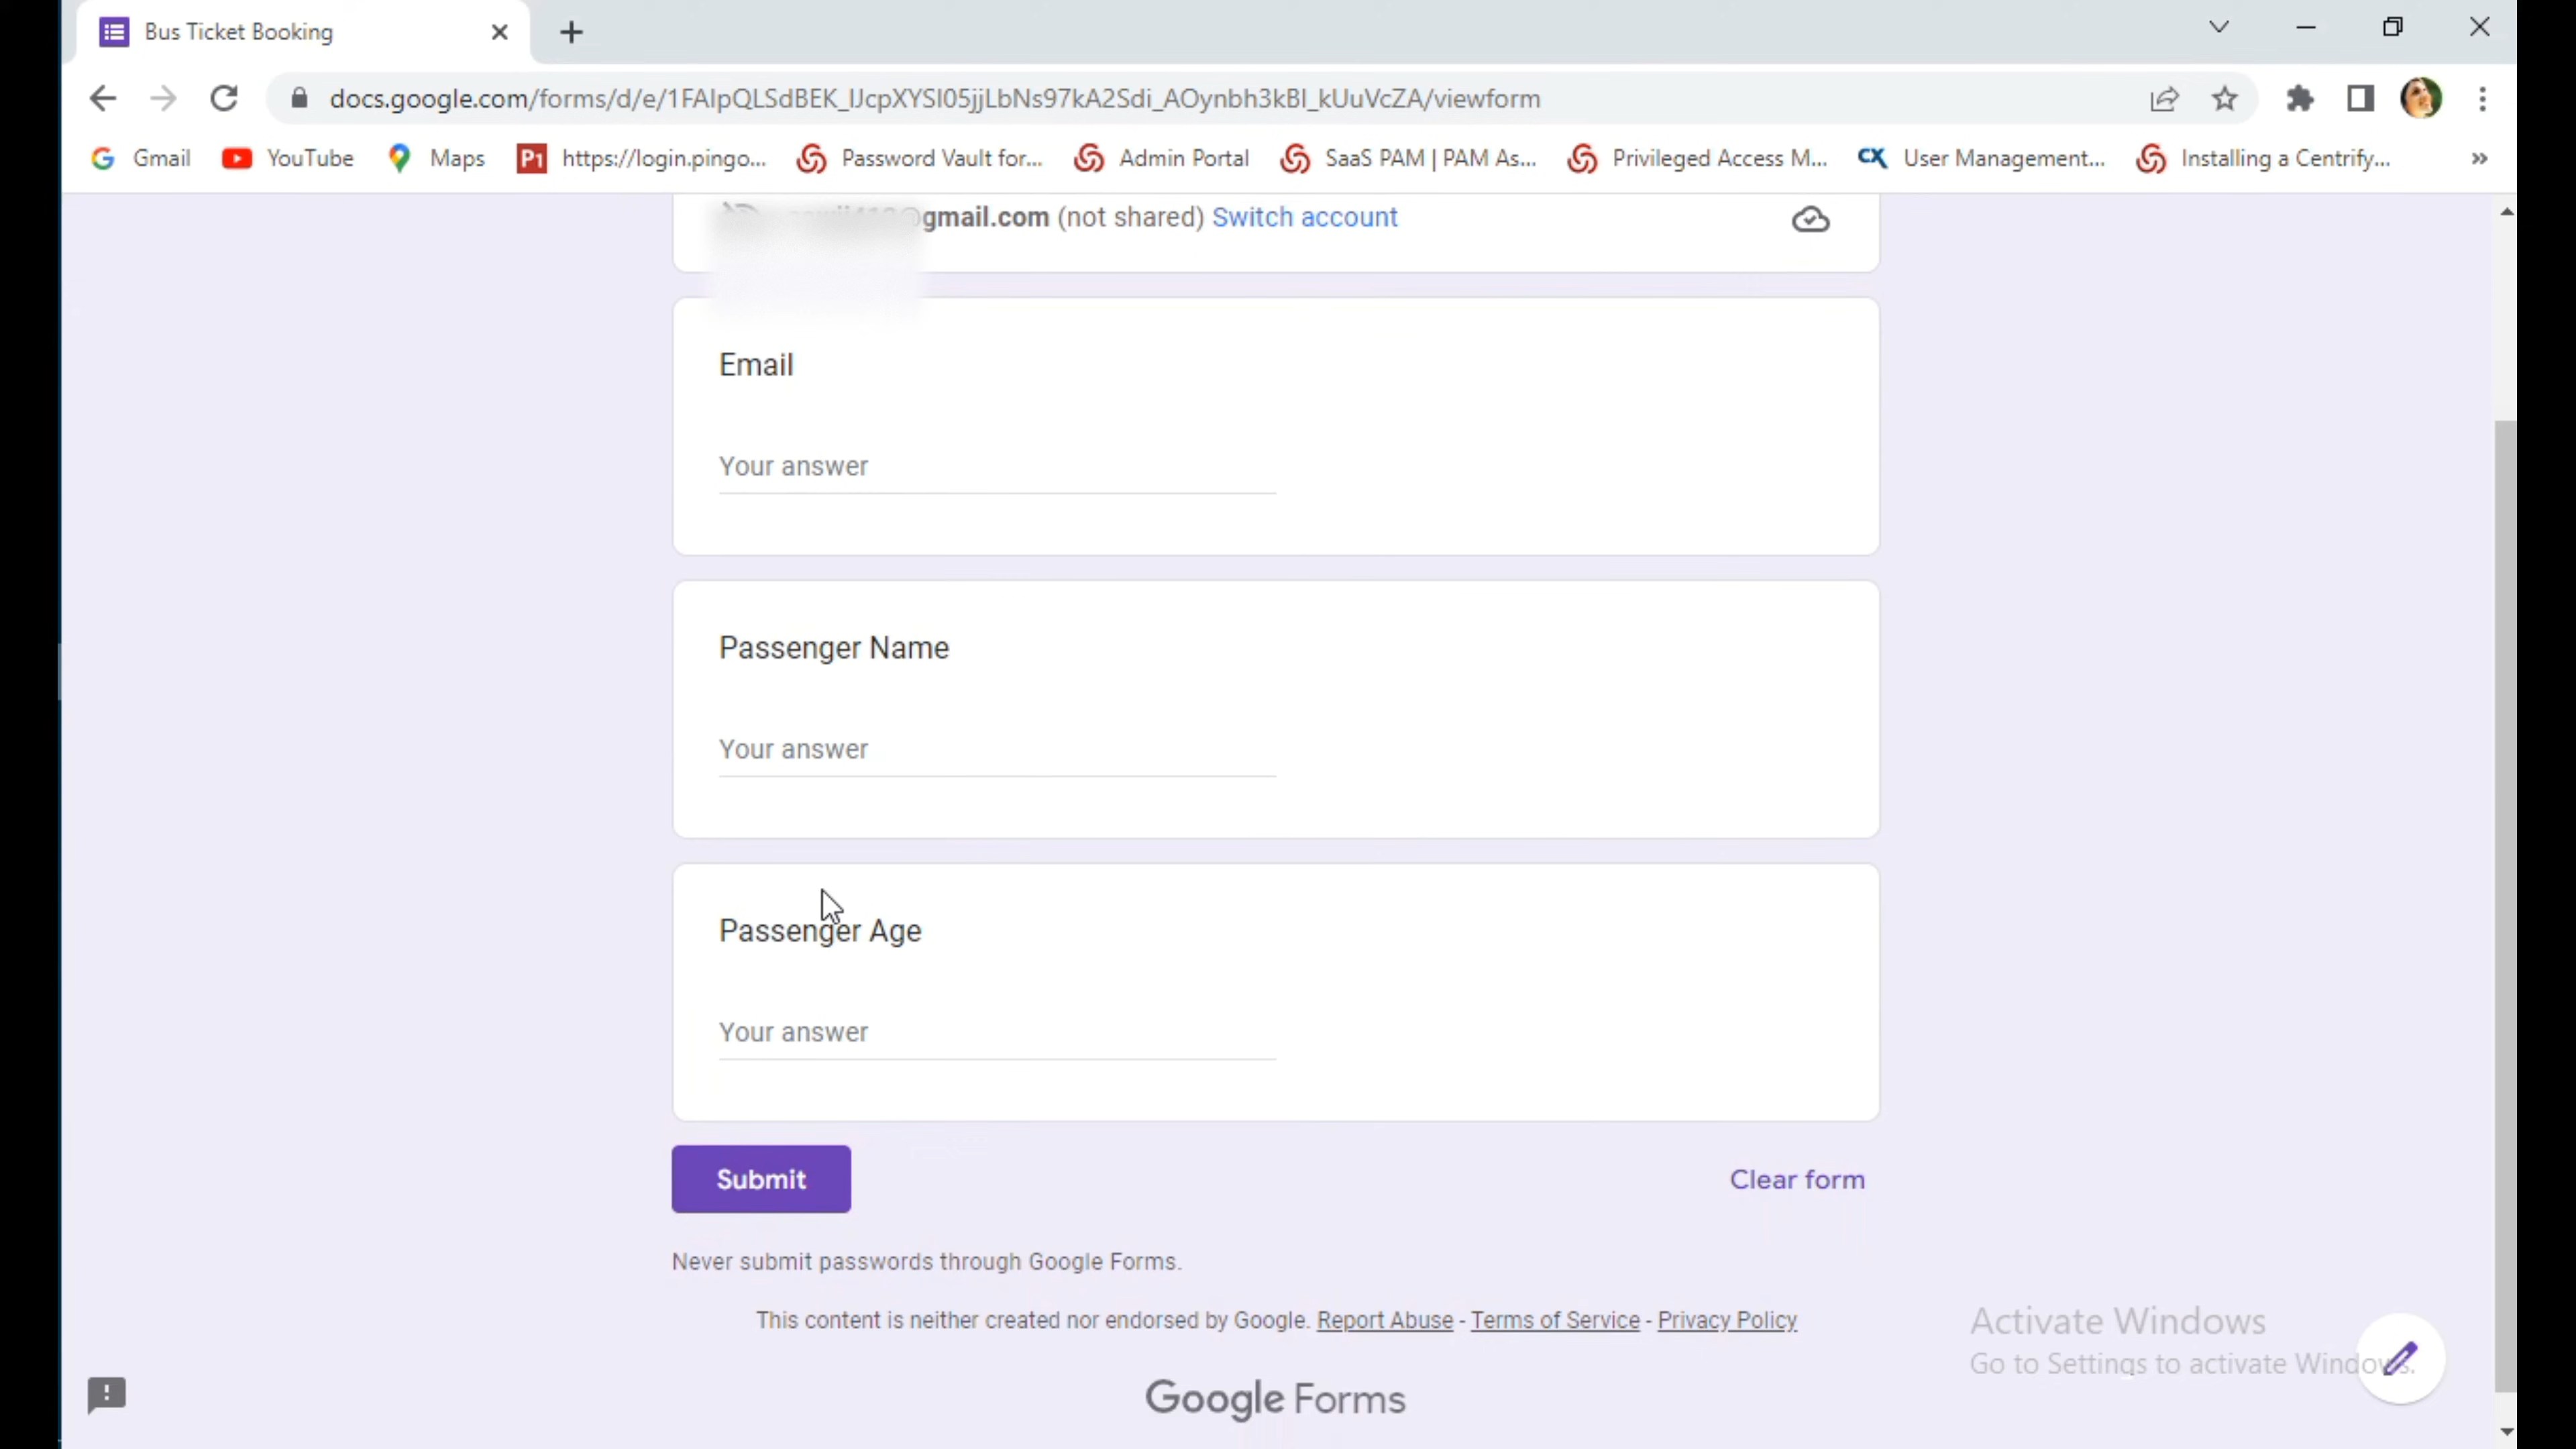 Bus Ticket Booking
docs.google.com/forms/d/e/1FAIpQLSdBEK_IJcpXYSI05jjLbNs97kA2Sdi_AOynbh3kBI_kUuVcZA/viewform
Gmail YouTube Maps P1 https://login.pingo... Password Vault for... Admin Portal SaaS PAM | PAM As... Privileged Access M... CX User Management... Installing a Centrify... »
@gmail.com (not shared) Switch account
Email
Your answer
Passenger Name
Your answer
Passenger Age
Your answer
Submit
Clear form
Never submit passwords through Google Forms.
This content is neither created nor endorsed by Google. Report Abuse - Terms of Service - Privacy Policy
Google Forms
Activate Windows
Go to Settings to activate Windows.